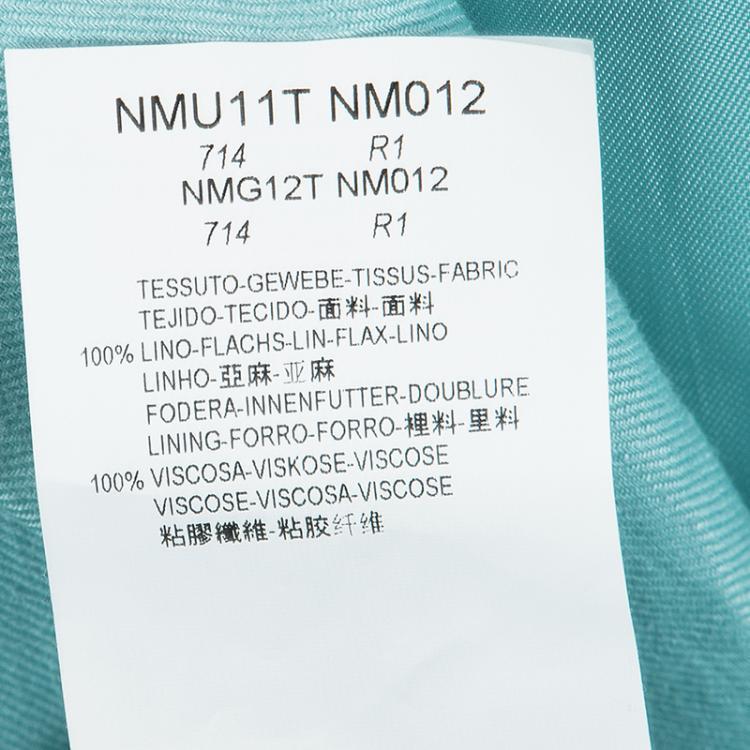 NMU11T NM012
714 R1
NMG12T NM012
714 R1
TESSUTO-GEWEBE-TISSUS-FABRIC
TEJIDO-TECIDO-面料-面料
100% LINO-FLACHS-LIN-FLAX-LINO
LINHO-亞麻-亚麻
FODERA-INNENFUTTER-DOUBLURE
LINING-FORRO-FORRO-裡料-里料
100% VISCOSA-VISKOSE-VISCOSE
VISCOSE-VISCOSA-VISCOSE
粘膠纖維-粘胶纤维